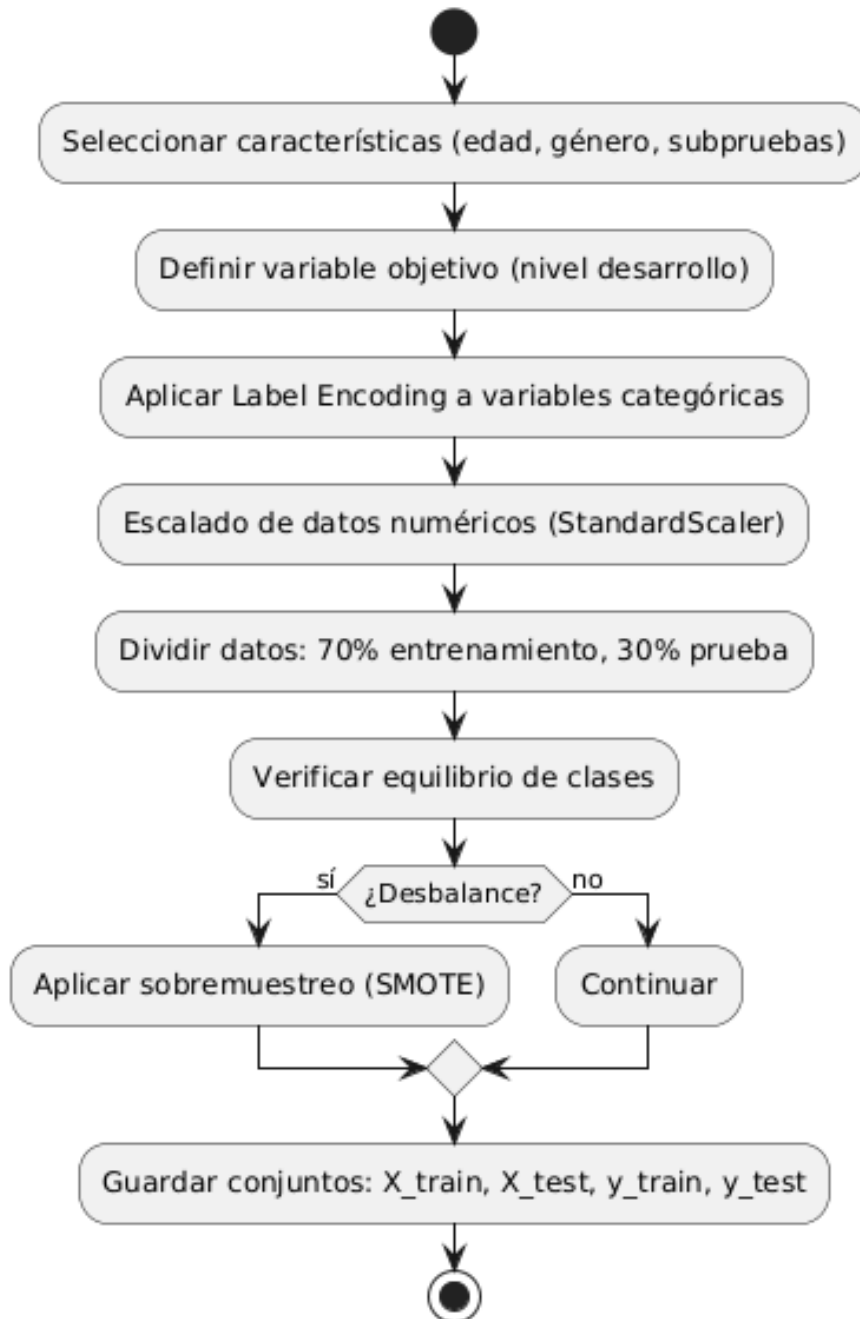 Seleccionar características (edad, género, subpruebas)
Definir variable objetivo (nivel desarrollo)
Aplicar Label Encoding a variables categóricas
Escalado de datos numéricos (StandardScaler)
Dividir datos: 70% entrenamiento, 30% prueba
Verificar equilibrio de clases
¿Desbalance?
sí
no
Aplicar sobremuestreo (SMOTE)
Continuar
Guardar conjuntos: X_train, X_test, y_train, y_test